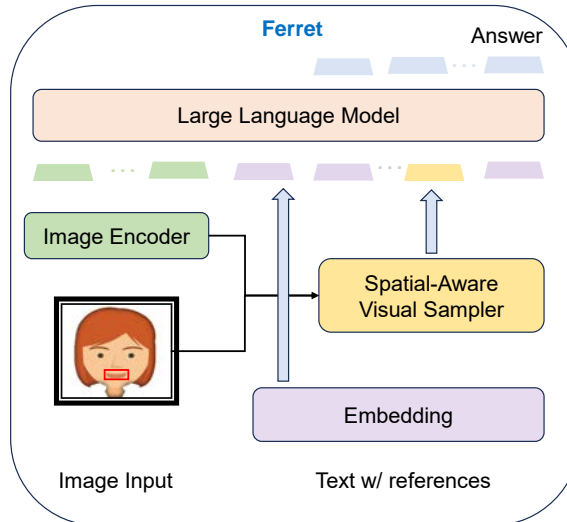 Ferret
Answer
Large Language Model
Image Encoder
Spatial-Aware
Visual Sampler
Embedding
Image Input
Text w/ references